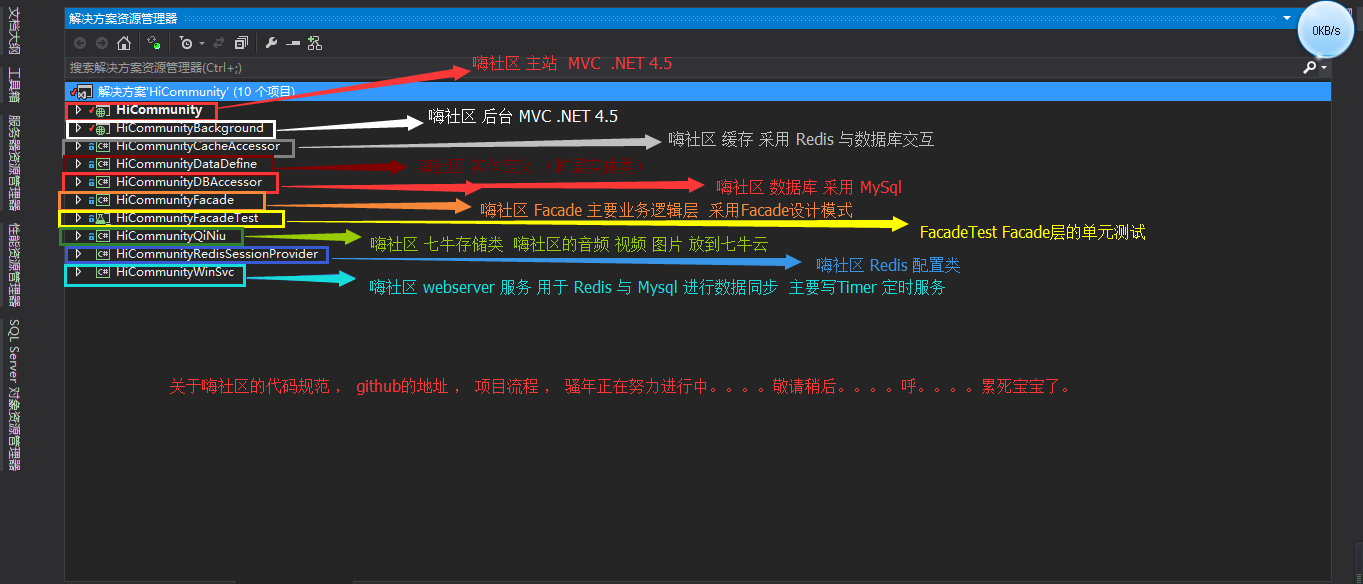 文档大纲
工具箱
服务器资源管理器
性能资源管理器
SQL Server 对象资源管理器
解决方案资源管理器
0KB/s
搜索解决方案资源管理器(Ctrl+;)
嗨社区 主站 MVC .NET 4.5
解决方案'HiCommunity' (10 个项目)
HiCommunity
HiCommunityBackground
嗨社区 后台 MVC .NET 4.5
HiCommunityCacheAccessor
嗨社区 缓存 采用 Redis 与数据库交互
HiCommunityDataDefine
嗨社区
HiCommunityDBAccessor
嗨社区 数据库 采用 MySql
HiCommunityFacade
嗨社区 Facade 主要业务逻辑层 采用Facade设计模式
HiCommunityFacadeTest
FacadeTest Facade层的单元测试
HiCommunityQiNiu
嗨社区 七牛存储类 嗨社区的音频 视频 图片 放到七牛云
HiCommunityRedisSessionProvider
嗨社区 Redis 配置类
HiCommunityWinSvc
嗨社区 webserver 服务 用于 Redis 与 Mysql 进行数据同步 主要写Timer 定时服务
关于嗨社区的代码规范 ， github的地址 ， 项目流程 ， 骚年正在努力进行中。。。。敬请稍后。。。。呼。。。。累死宝宝了。